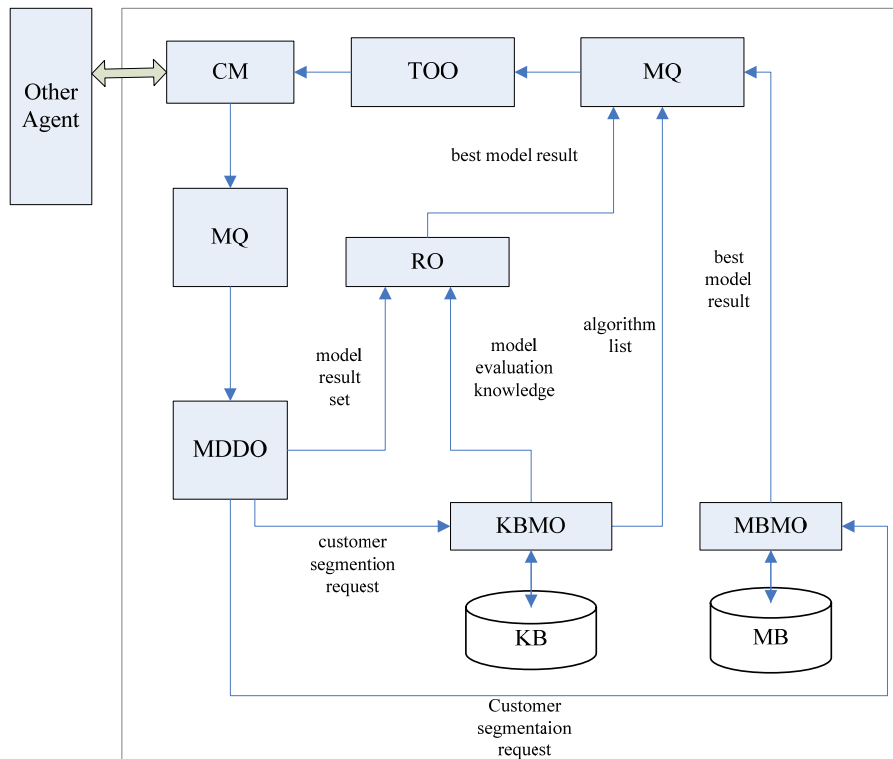 Other
Agent
CM
TOO
MQ
best model result
MQ
RO
best
model
result
algorithm
list
model
result
set
model
evaluation
knowledge
MDDO
KBMO
MBMO
customer
segmention
request
KB
MB
Customer
segmentaion
request